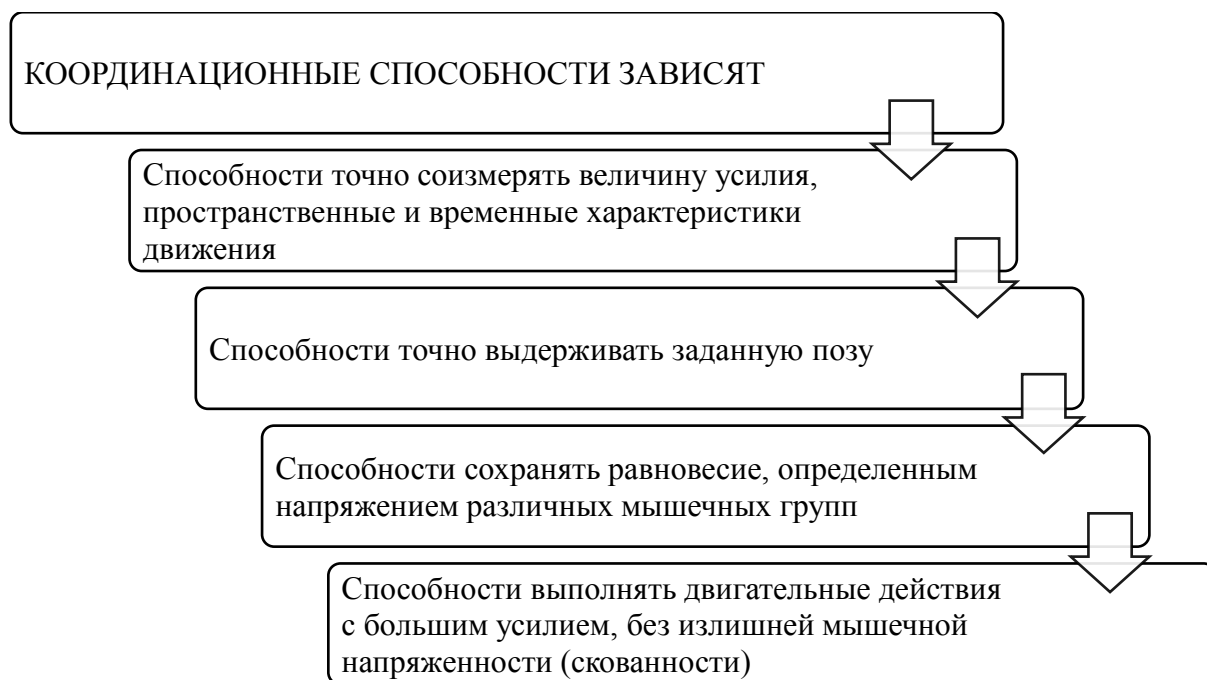 КООРДИНАЦИОННЫЕ СПОСОБНОСТИ ЗАВИСЯТ
Способности точно соизмерять величину усилия,
пространственные и временные характеристики
движения
Способности точно выдерживать заданную позу
Способности сохранять равновесие, определенным
напряжением различных мышечных групп
Способности выполнять двигательные действия
с большим усилием, без излишней мышечной
напряженности (скованности)